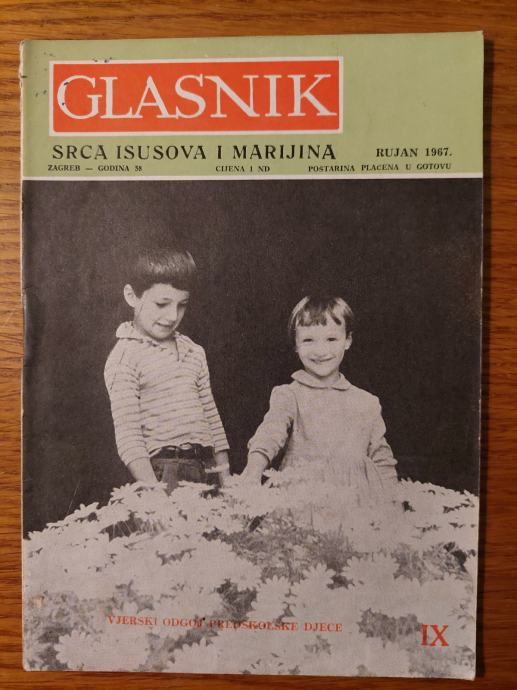 GLASNIK
SRCA ISUSOVA I MARIJINA RUJAN 1967.
ZAGREB — GODINA 58 CIJENA 1 ND POSTARINA PLAĆENA U GOTOVU
VJERSKI ODGOJ PREDŠKOLSKE DJECE
IX